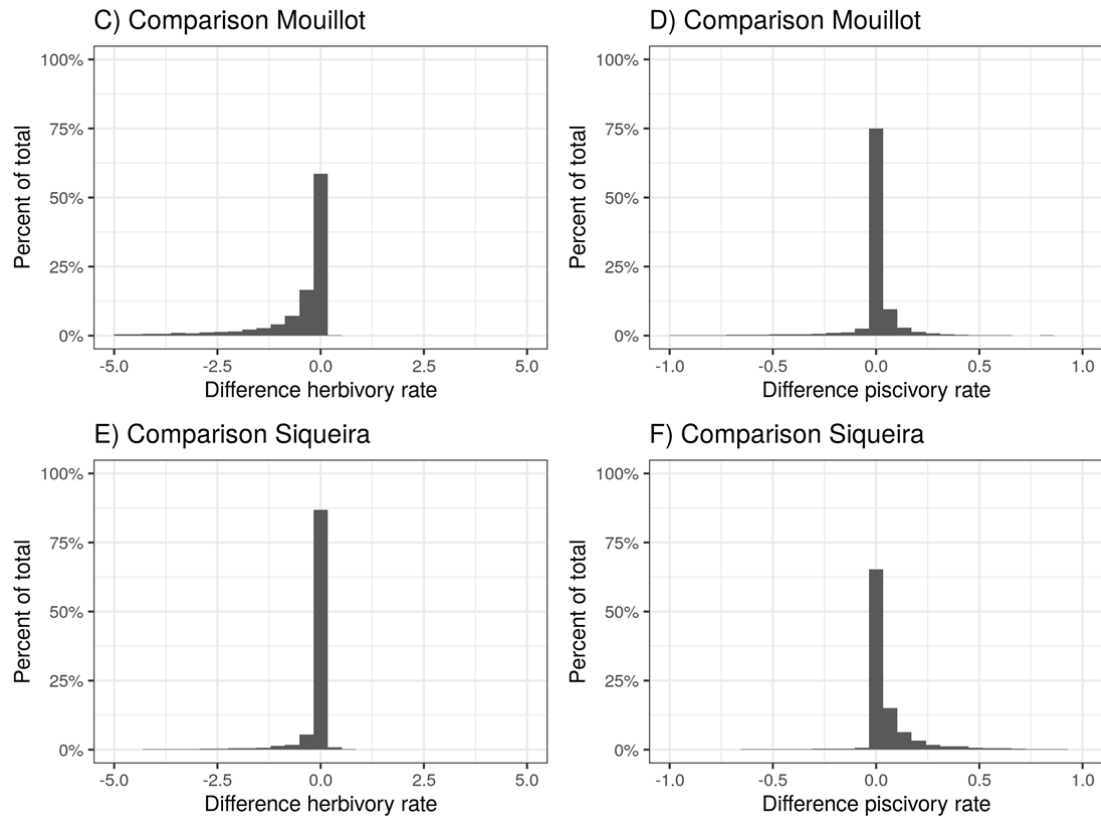 C) Comparison Mouillot
100%
75%
50%
25%
0%
Percent of total
-5.0 -2.5 0.0 2.5 5.0
Difference herbivory rate
D) Comparison Mouillot
100%
75%
50%
25%
0%
Percent of total
-1.0 -0.5 0.0 0.5 1.0
Difference piscivory rate
E) Comparison Siqueira
100%
75%
50%
25%
0%
Percent of total
-5.0 -2.5 0.0 2.5 5.0
Difference herbivory rate
F) Comparison Siqueira
100%
75%
50%
25%
0%
Percent of total
-1.0 -0.5 0.0 0.5 1.0
Difference piscivory rate